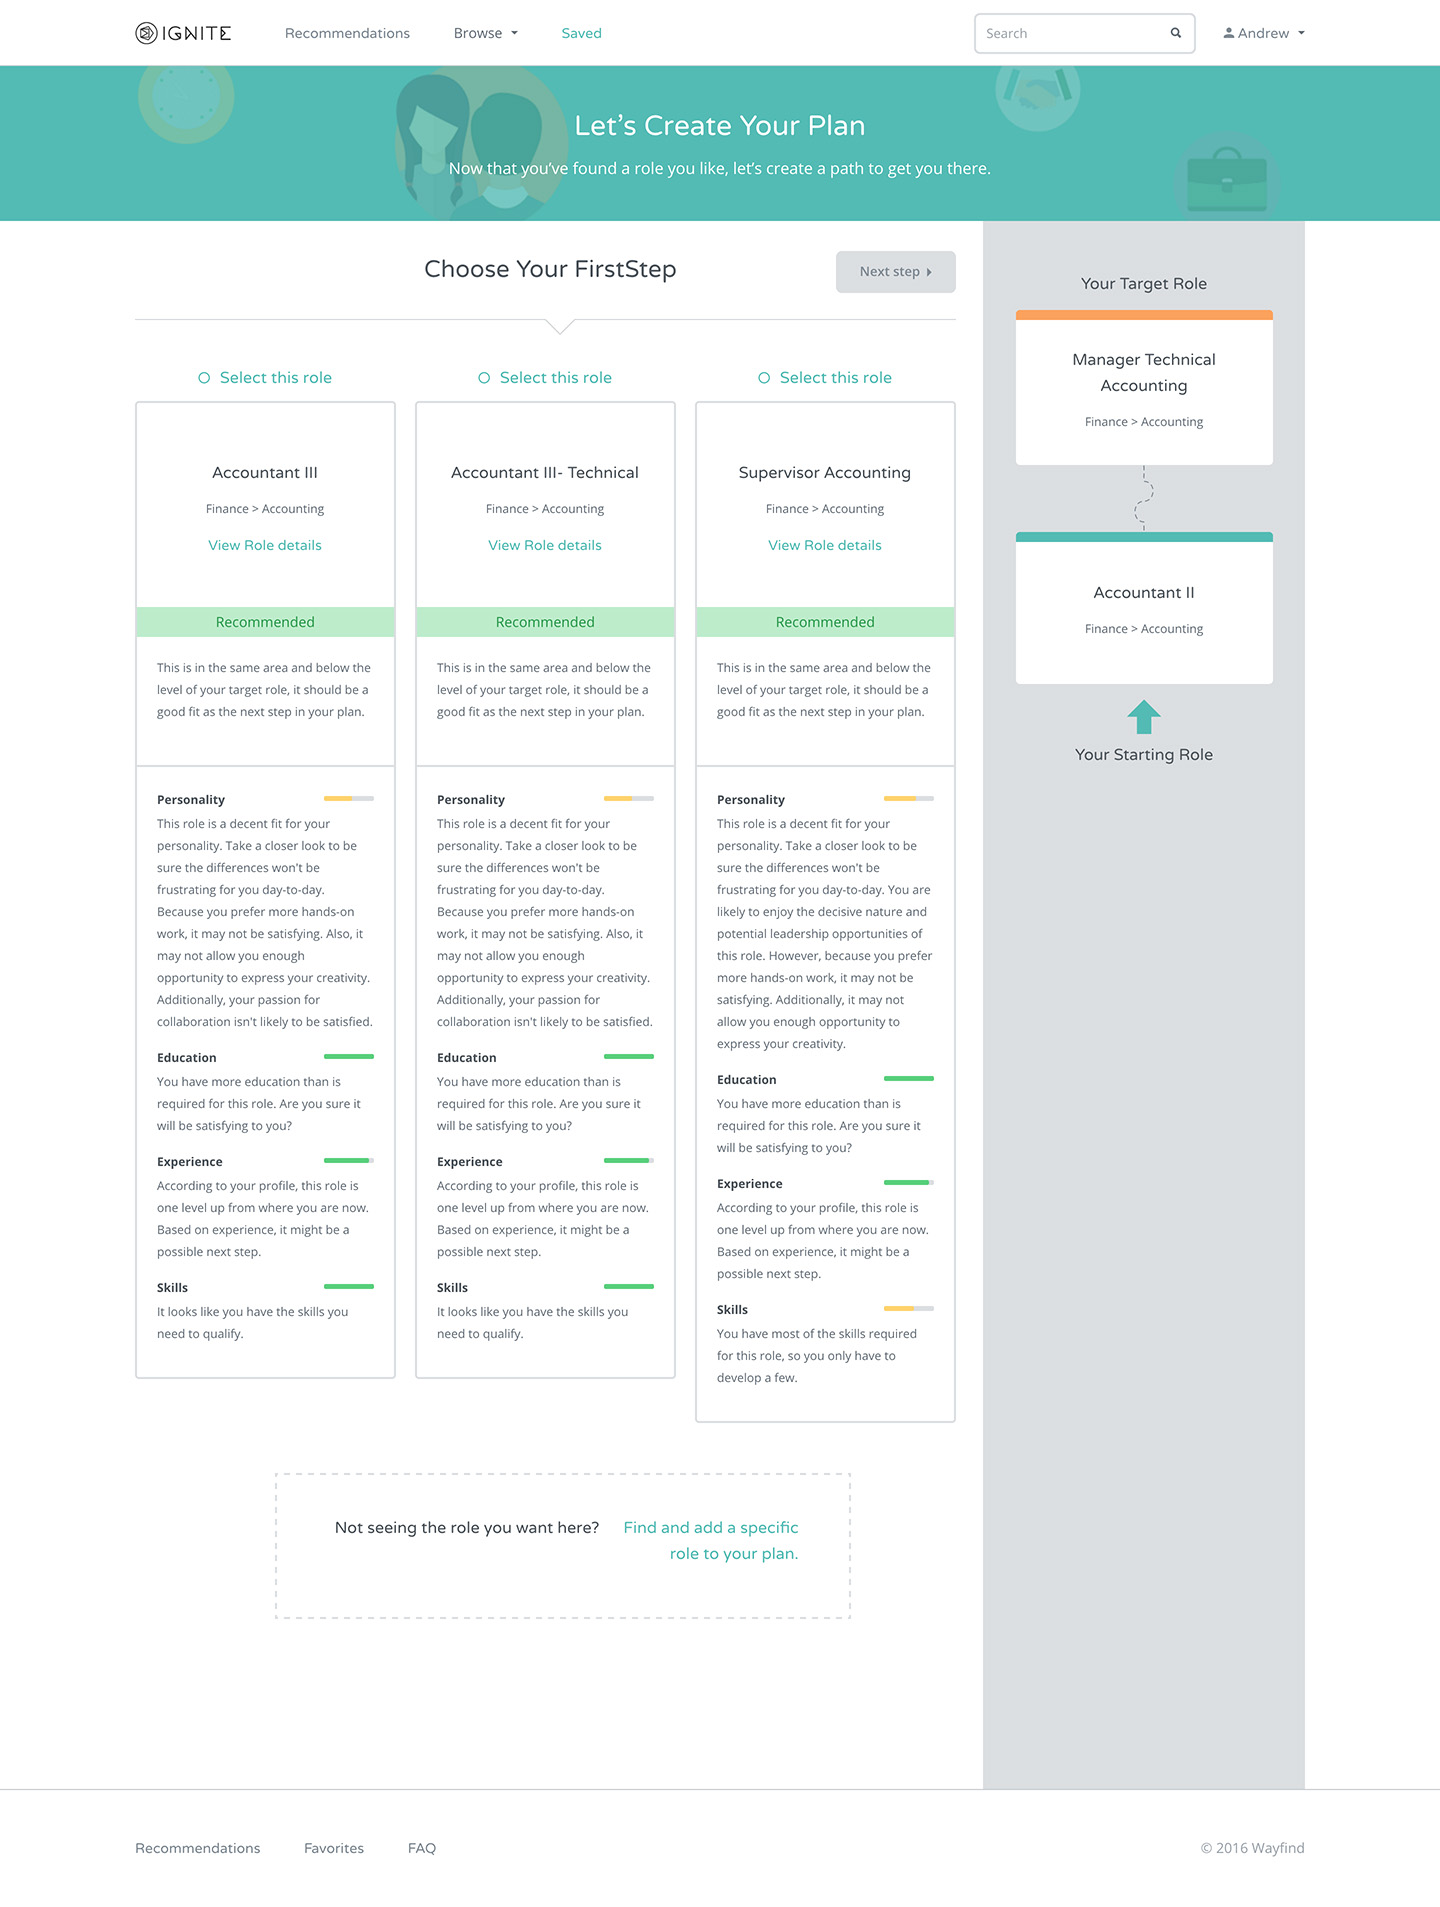 IGNITE
Recommendations
Browse
Saved
Search
Andrew
Let's Create Your Plan
Now that you've found a role you like, let's create a path to get you there.
Choose Your FirstStep
Next step
Select this role
Accountant III
Finance > Accounting
View Role details
Recommended
This is in the same area and below the
level of your target role, it should be a
good fit as the next step in your plan.
Personality
This role is a decent fit for your
personality. Take a closer look to be
sure the differences won't be
frustrating for you day-to-day.
Because you prefer more hands-on
work, it may not be satisfying. Also, it
may not allow you enough
opportunity to express your creativity.
Additionally, your passion for
collaboration isn't likely to be satisfied.
Education
You have more education than is
required for this role. Are you sure it
will be satisfying to you?
Experience
According to your profile, this role is
one level up from where you are now.
Based on experience, it might be a
possible next step.
Skills
It looks like you have the skills you
need to qualify.
Select this role
Accountant III- Technical
Finance > Accounting
View Role details
Recommended
This is in the same area and below the
level of your target role, it should be a
good fit as the next step in your plan.
Personality
This role is a decent fit for your
personality. Take a closer look to be
sure the differences won't be
frustrating for you day-to-day.
Because you prefer more hands-on
work, it may not be satisfying. Also, it
may not allow you enough
opportunity to express your creativity.
Additionally, your passion for
collaboration isn't likely to be satisfied.
Education
You have more education than is
required for this role. Are you sure it
will be satisfying to you?
Experience
According to your profile, this role is
one level up from where you are now.
Based on experience, it might be a
possible next step.
Skills
It looks like you have the skills you
need to qualify.
Select this role
Supervisor Accounting
Finance > Accounting
View Role details
Recommended
This is in the same area and below the
level of your target role, it should be a
good fit as the next step in your plan.
Personality
This role is a decent fit for your
personality. Take a closer look to be
sure the differences won't be
frustrating for you day-to-day. You are
likely to enjoy the decisive nature and
potential leadership opportunities of
this role. However, because you prefer
more hands-on work, it may not be
satisfying. Additionally, it may not
allow you enough opportunity to
express your creativity.
Education
You have more education than is
required for this role. Are you sure it
will be satisfying to you?
Experience
According to your profile, this role is
one level up from where you are now.
Based on experience, it might be a
possible next step.
Skills
You have most of the skills required
for this role, so you only have to
develop a few.
Your Target Role
Manager Technical
Accounting
Finance > Accounting
Accountant II
Finance > Accounting
Your Starting Role
Not seeing the role you want here?
Find and add a specific
role to your plan.
Recommendations
Favorites
FAQ
© 2016 Wayfind